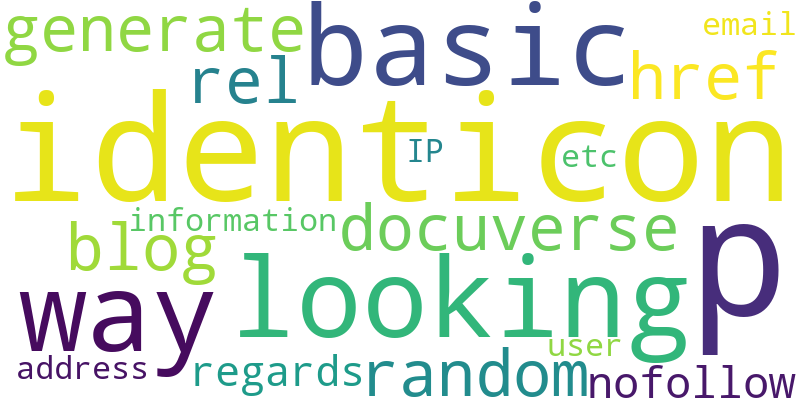 generate basic email
rel href
identicon
IP etc
information
blog docuverse p
way looking
user
address regards random nofollow